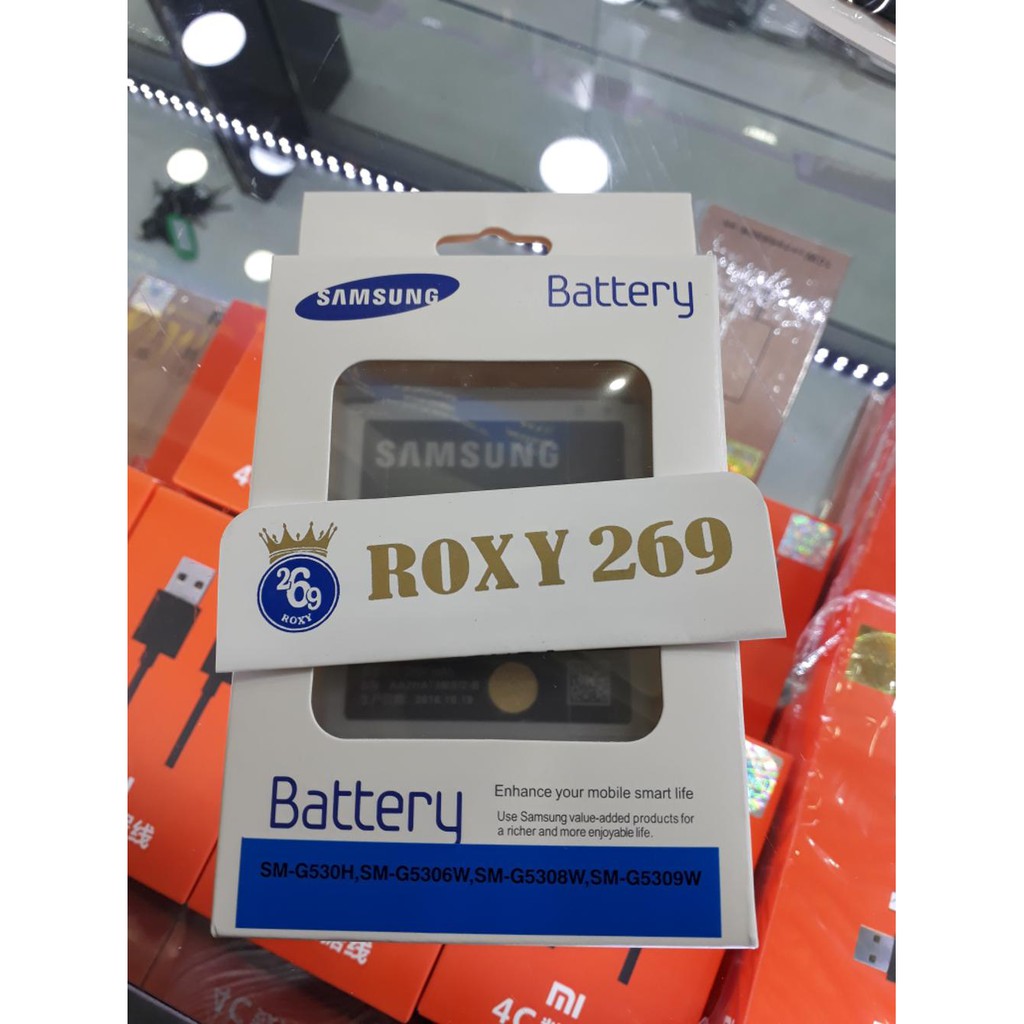 SAMSUNG
Battery
SAMSUNG
269
ROXY
ROXY 269
Battery
Enhance your mobile smart life
Use Samsung value-added products for
a richer and more enjoyable life.
SM-G530H,SM-G5306W,SM-G5308W,SM-G5309W
4C